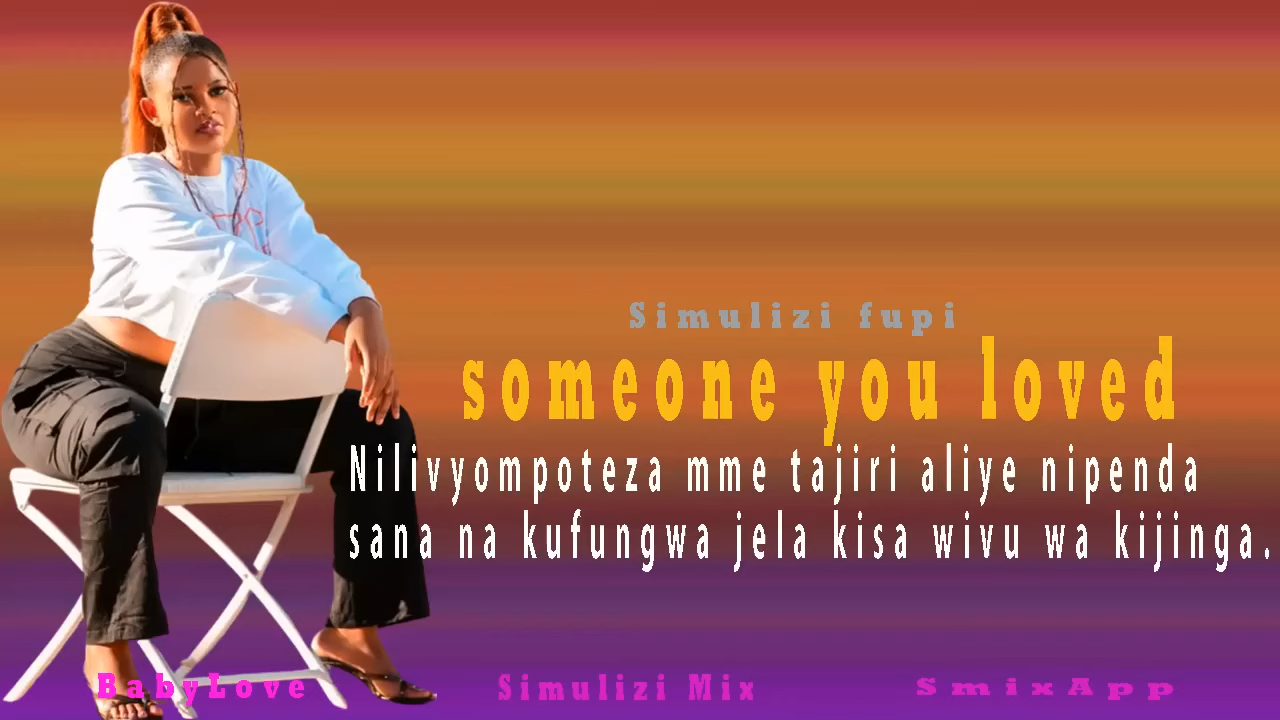 Simulizi fupi
someone you loved
Nilivyompoteza mme tajiri aliye nipenda
sana na kufungwa jela kisa wivu wa kijinga.
BabyLove Simulizi Mix SmixApp